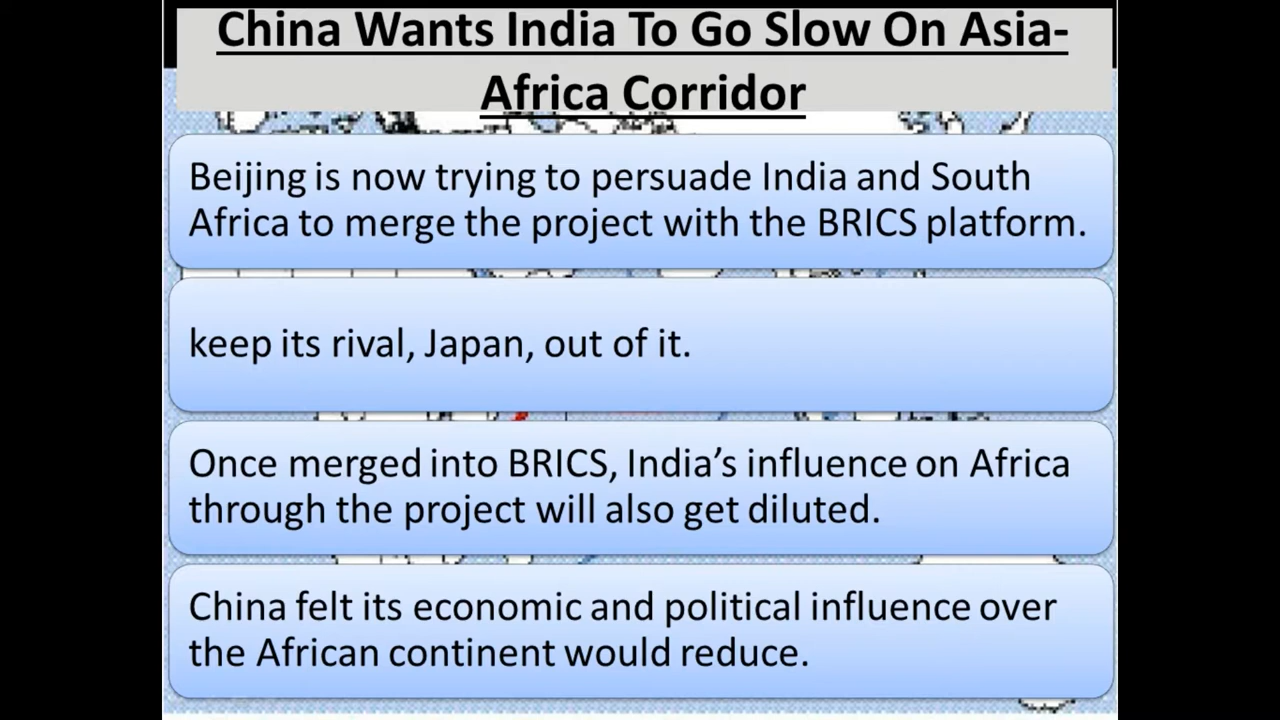 China Wants India To Go Slow On Asia-
Africa Corridor
Beijing is now trying to persuade India and South
Africa to merge the project with the BRICS platform.
keep its rival, Japan, out of it.
Once merged into BRICS, India’s influence on Africa
through the project will also get diluted.
China felt its economic and political influence over
the African continent would reduce.